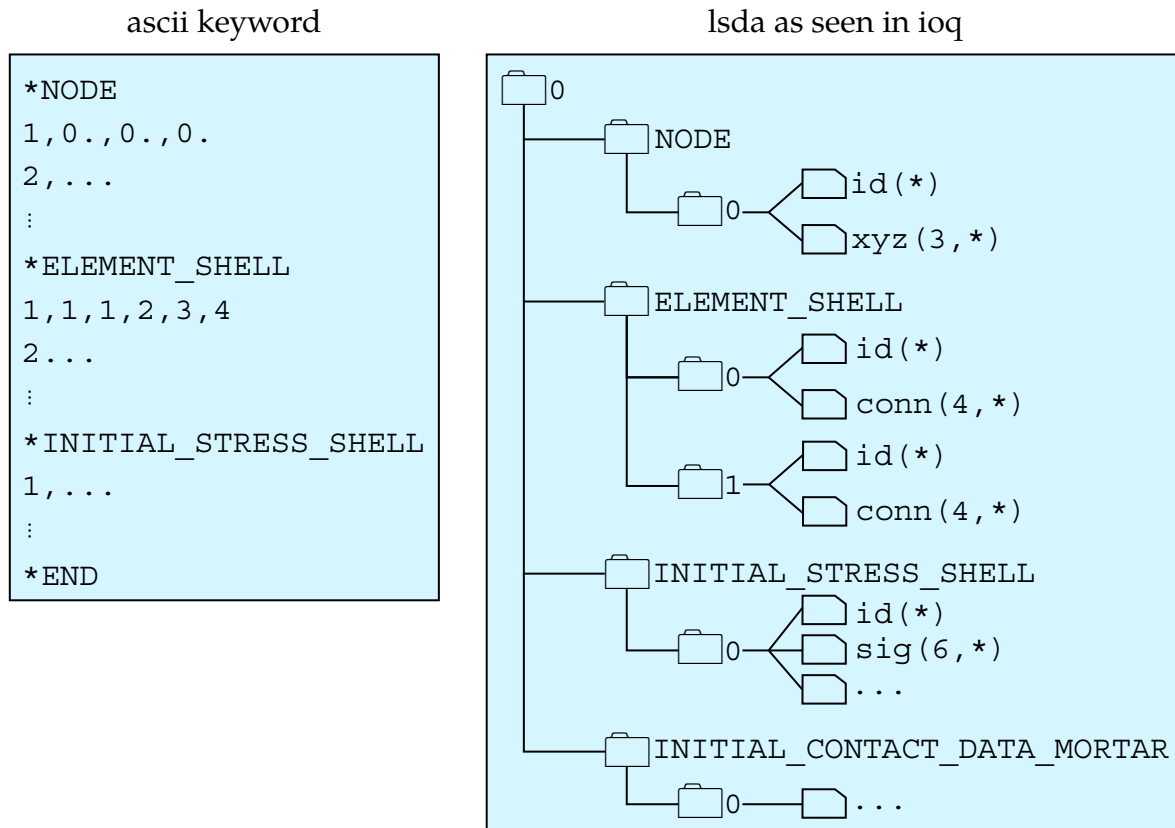 ascii keyword
*NODE
1,0.,0.,0.
2,...
⋮
*ELEMENT_SHELL
1,1,1,2,3,4
2...
⋮
*INITIAL_STRESS_SHELL
1,...
⋮
*END
lsda as seen in ioq
0
NODE
0
id(*)
xyz(3,*)
ELEMENT_SHELL
0
id(*)
conn(4,*)
1
id(*)
conn(4,*)
INITIAL_STRESS_SHELL
0
id(*)
sig(6,*)
...
INITIAL_CONTACT_DATA_MORTAR
0
...